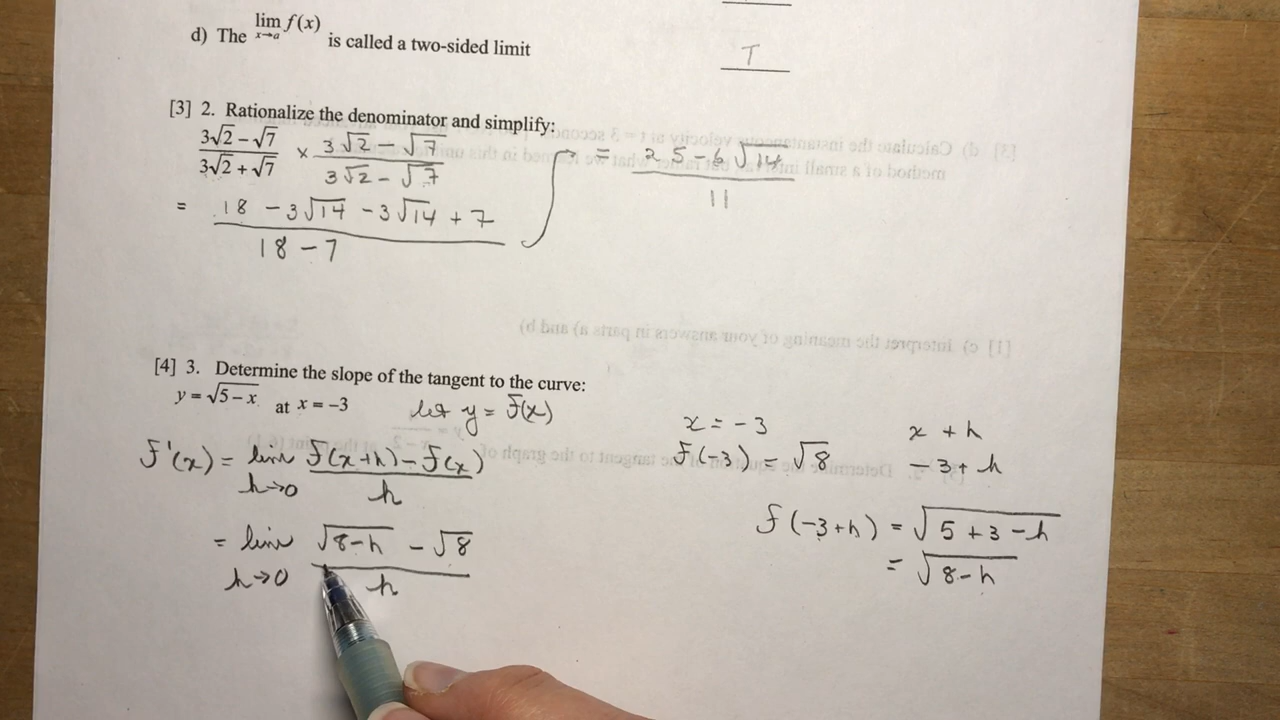 lim f(x)
x→a
d) The is called a two-sided limit
T
[3] 2. Rationalize the denominator and simplify:
3√2 − √7 / 3√2 + √7 × 3√2 − √7 / 3√2 − √7 = 25 − 6√14 / 11
= 18 − 3√14 − 3√14 + 7 / 18 − 7
[4] 3. Determine the slope of the tangent to the curve:
y = √5 − x at x = −3 let y = f(x)
x = −3 x + h
f'(x) = lim h→0 f(x+h) − f(x) / h
f(−3) = √8 −3 + h
f(−3+h) = √5 + 3 − h
= lim h→0 √8−h − √8 / h
= √8−h